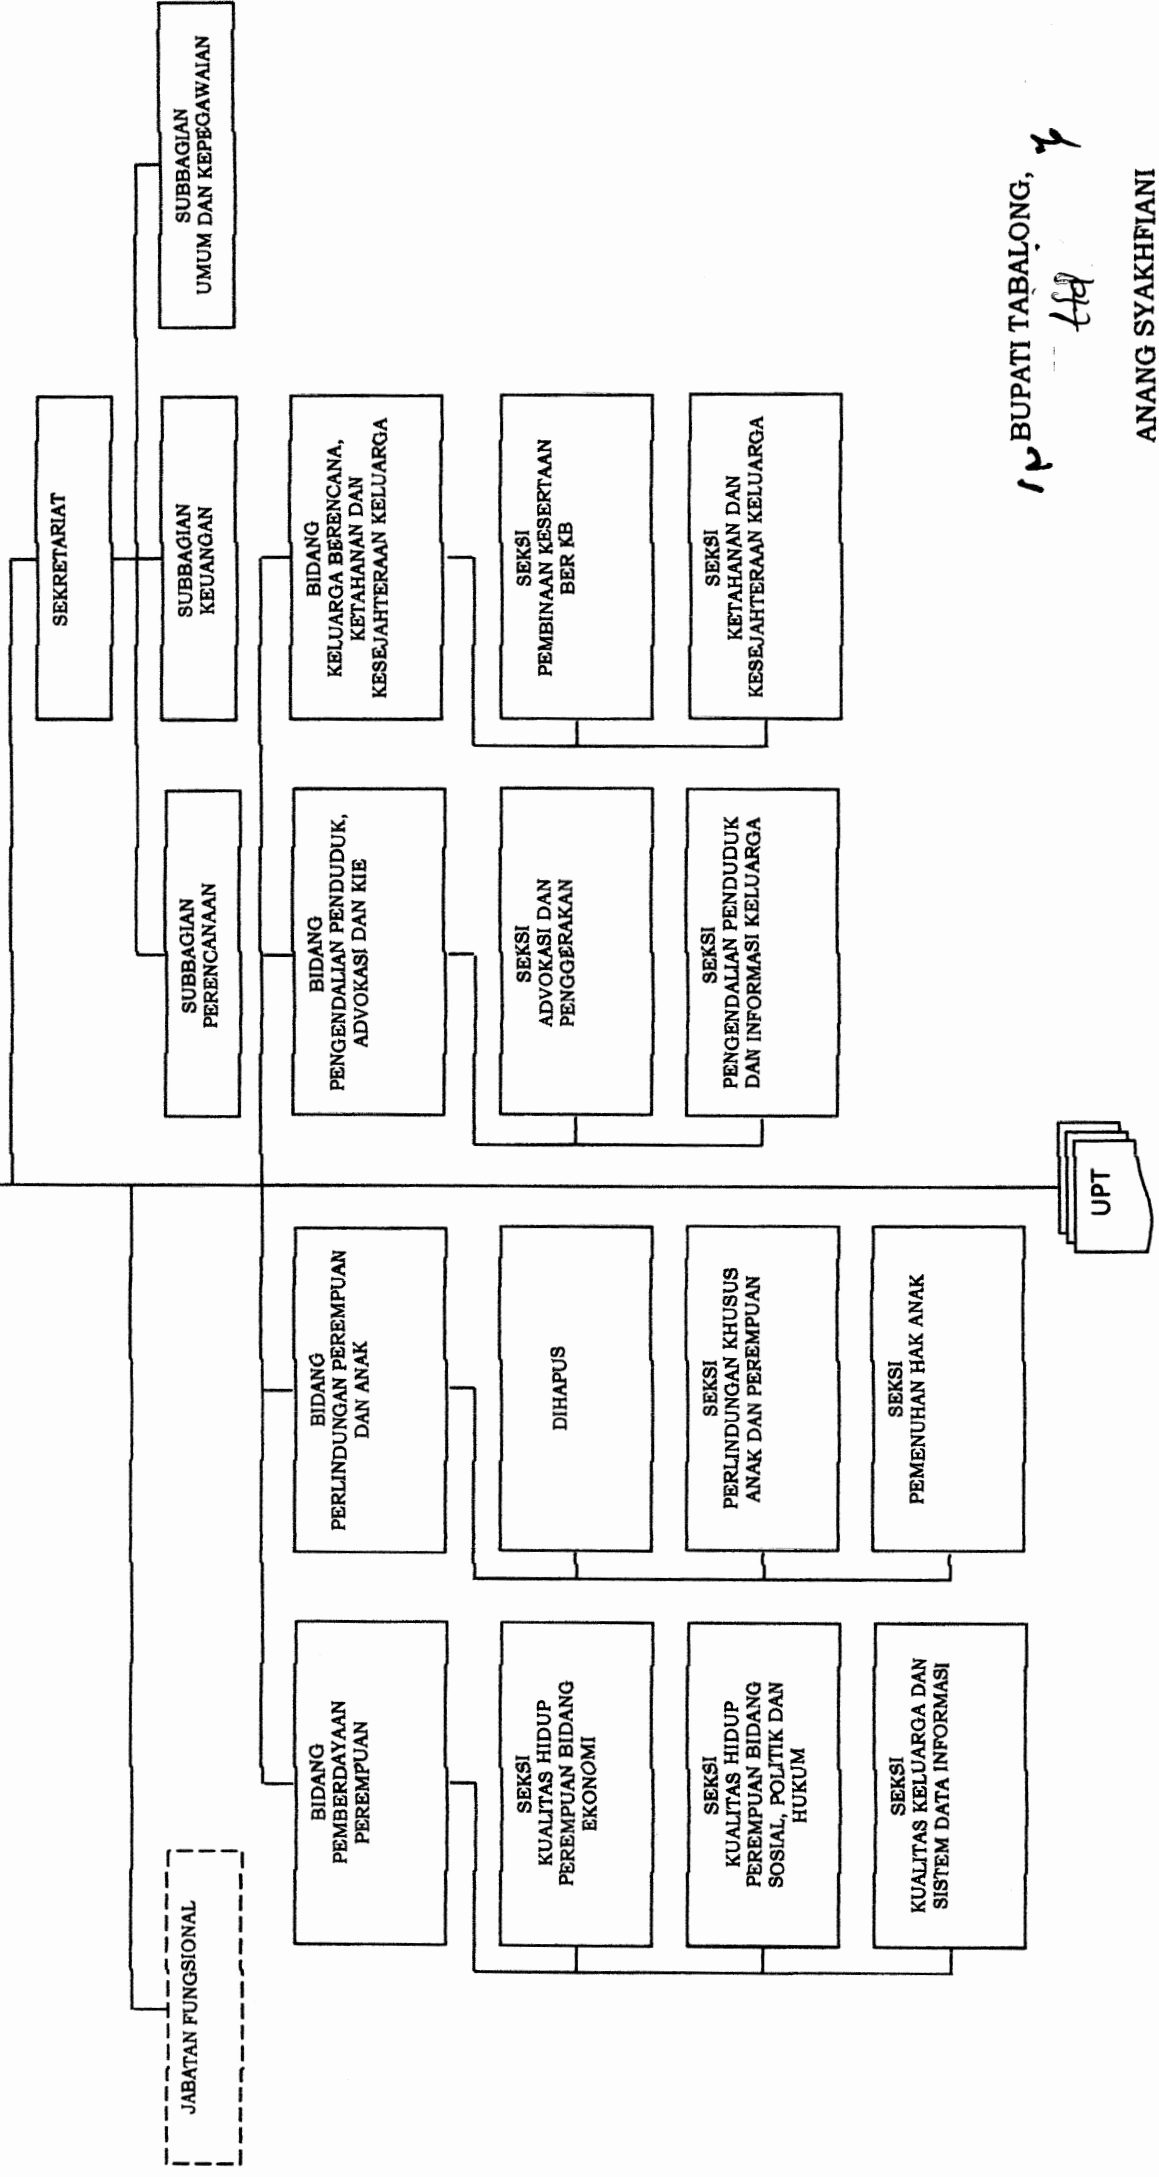 SEKRETARIAT
SUBBAGIAN
PERENCANAAN
SUBBAGIAN
KEUANGAN
SUBBAGIAN
UMUM DAN KEPEGAWAIAN
JABATAN FUNGSIONAL
BIDANG
PEMBERDAYAAN
PEREMPUAN
BIDANG
PERLINDUNGAN PEREMPUAN
DAN ANAK
BIDANG
PENGENDALIAN PENDUDUK,
ADVOKASI DAN KIE
BIDANG
KELUARGA BERENCANA,
KETAHANAN DAN
KESEJAHTERAAN KELUARGA
SEKSI
KUALITAS HIDUP
PEREMPUAN BIDANG
EKONOMI
DIHAPUS
SEKSI
ADVOKASI DAN
PENGGERAKAN
SEKSI
PEMBINAAN KESERTAAN
BER KB
SEKSI
KUALITAS HIDUP
PEREMPUAN BIDANG
SOSIAL, POLITIK DAN
HUKUM
SEKSI
PERLINDUNGAN KHUSUS
ANAK DAN PEREMPUAN
SEKSI
PENGENDALIAN PENDUDUK
DAN INFORMASI KELUARGA
SEKSI
KETAHANAN DAN
KESEJAHTERAAN KELUARGA
SEKSI
KUALITAS KELUARGA DAN
SISTEM DATA INFORMASI
SEKSI
PEMENUHAN HAK ANAK
UPT
BUPATI TABALONG,
ttd
ANANG SYAKHFIANI